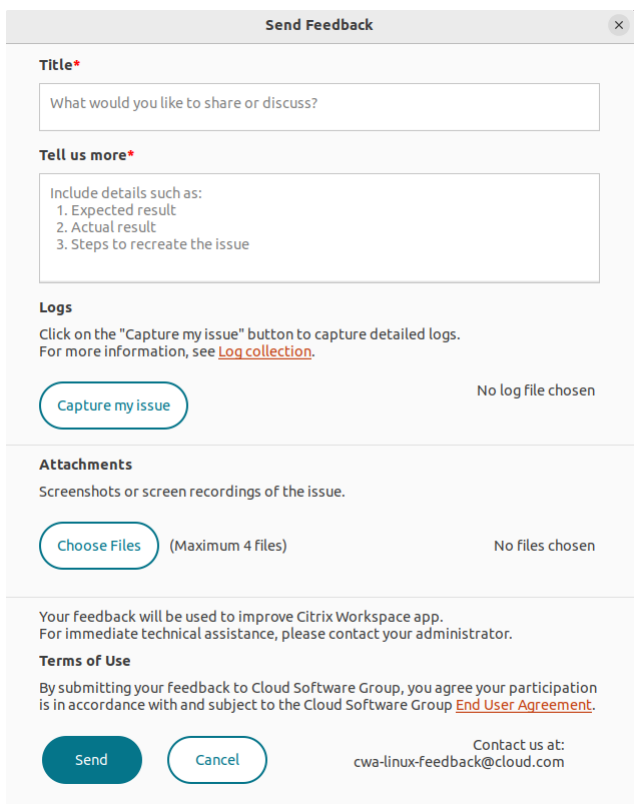 Send Feedback
Title*
What would you like to share or discuss?
Tell us more*
Include details such as:
1. Expected result
2. Actual result
3. Steps to recreate the issue
Logs
Click on the "Capture my issue" button to capture detailed logs.
For more information, see Log collection.
Capture my issue
No log file chosen
Attachments
Screenshots or screen recordings of the issue.
Choose Files
(Maximum 4 files)
No files chosen
Your feedback will be used to improve Citrix Workspace app.
For immediate technical assistance, please contact your administrator.
Terms of Use
By submitting your feedback to Cloud Software Group, you agree your participation
is in accordance with and subject to the Cloud Software Group End User Agreement.
Send
Cancel
Contact us at:
cwa-linux-feedback@cloud.com